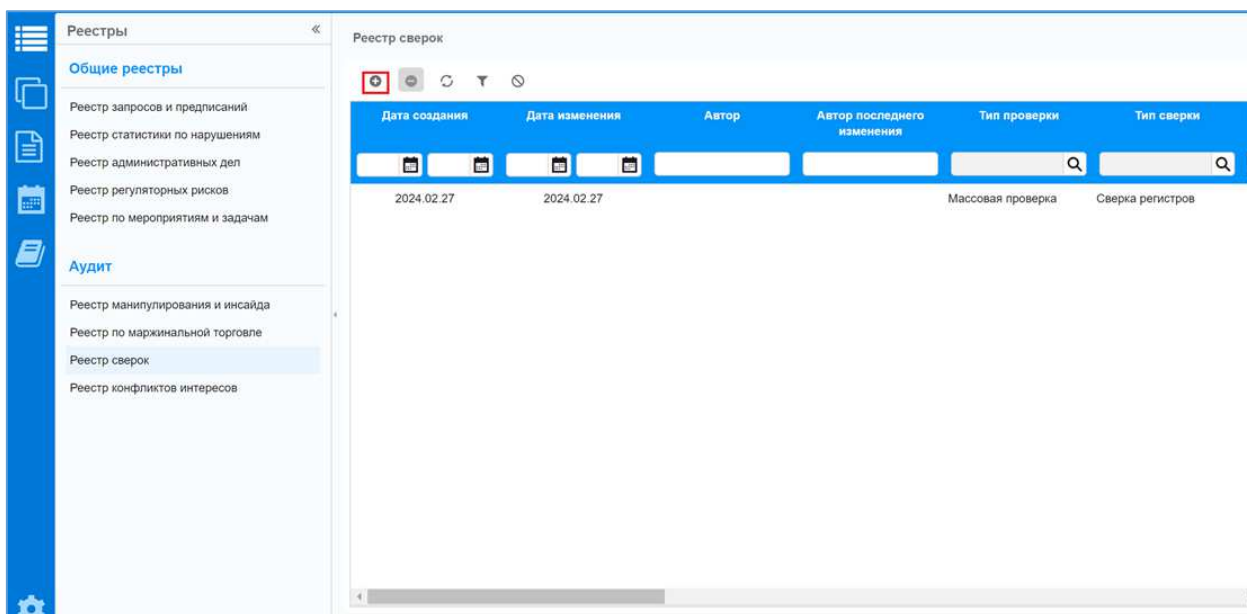 Реестры
Общие реестры
Реестр запросов и предписаний
Реестр статистики по нарушениям
Реестр административных дел
Реестр регуляторных рисков
Реестр по мероприятиям и задачам
Аудит
Реестр манипулирования и инсайда
Реестр по маржинальной торговле
Реестр сверок
Реестр конфликтов интересов
Реестр сверок
Дата создания Дата изменения Автор Автор последнего Тип проверки Тип сверки
изменения
2024.02.27 2024.02.27 Массовая проверка Сверка регистров